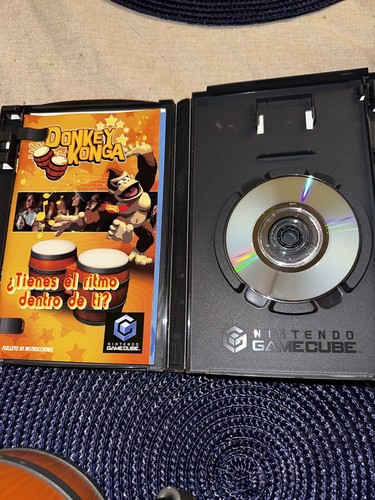 DONKEY
KONGA
¿Tienes el ritmo
dentro de ti?
NINTENDO
GAMECUBE
FOLLETO DE INSTRUCCIONES
NINTENDO
GAMECUBE